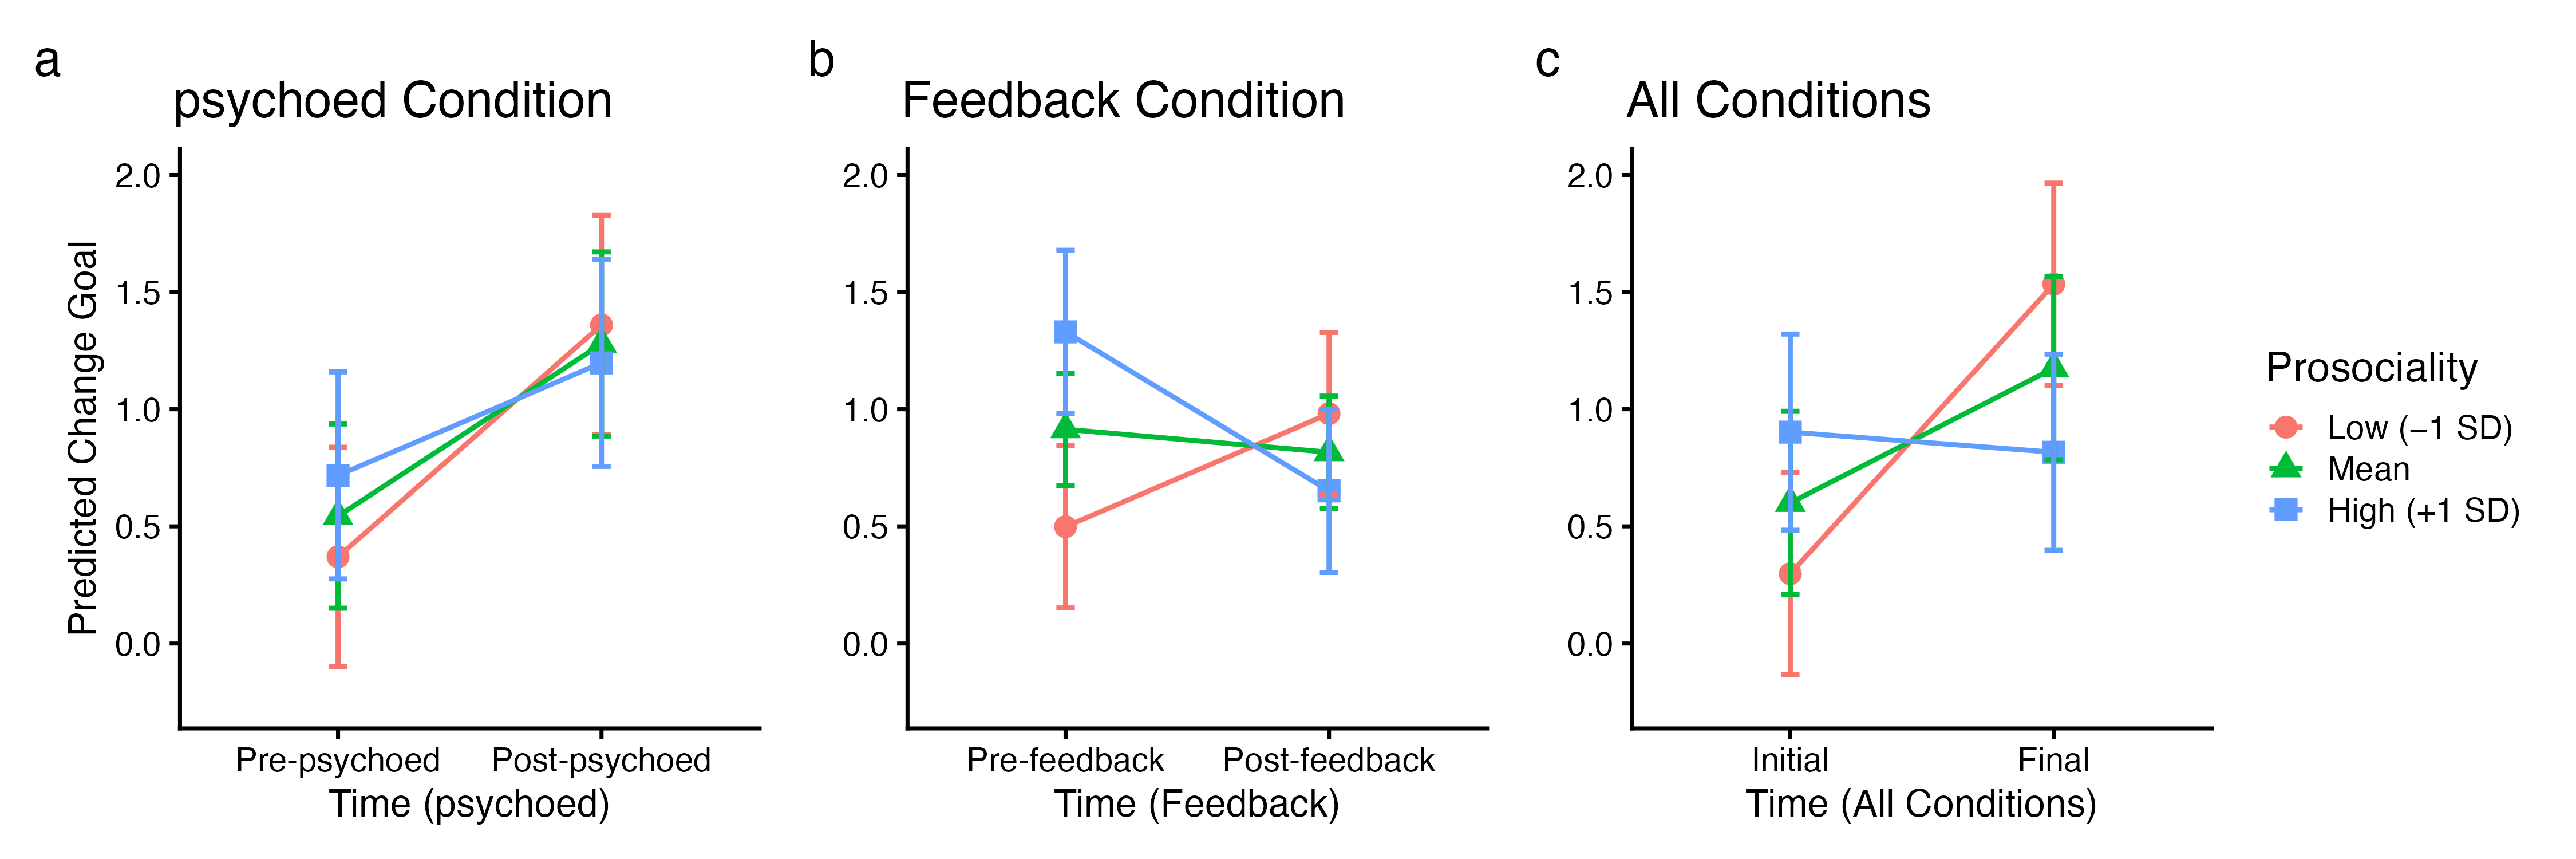 a
psychoed Condition
Predicted Change Goal
2.0
1.5
1.0
0.5
0.0
Pre-psychoed
Post-psychoed
Time (psychoed)
b
Feedback Condition
2.0
1.5
1.0
0.5
0.0
Pre-feedback
Post-feedback
Time (Feedback)
c
All Conditions
2.0
1.5
1.0
0.5
0.0
Initial
Final
Time (All Conditions)
Prosociality
Low (−1 SD)
Mean
High (+1 SD)